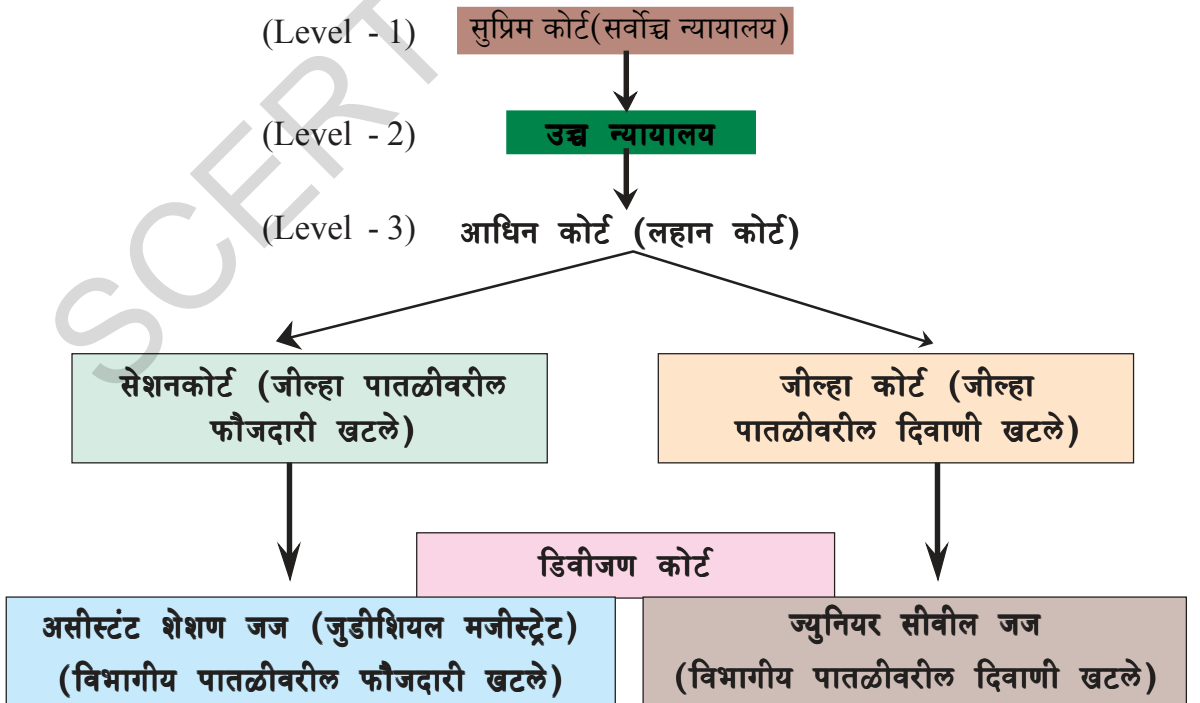 (Level - 1) सुप्रिम कोर्ट(सर्वोच्च न्यायालय)
(Level - 2) उच्च न्यायालय
(Level - 3) आधिन कोर्ट (लहान कोर्ट)
सेशनकोर्ट (जील्हा पातळीवरील
फौजदारी खटले)
जील्हा कोर्ट (जील्हा
पातळीवरील दिवाणी खटले)
डिवीजण कोर्ट
असीस्टंट शेशण जज (जुडीशियल मजीस्ट्रेट)
(विभागीय पातळीवरील फौजदारी खटले)
ज्युनियर सीवील जज
(विभागीय पातळीवरील दिवाणी खटले)
SCERT